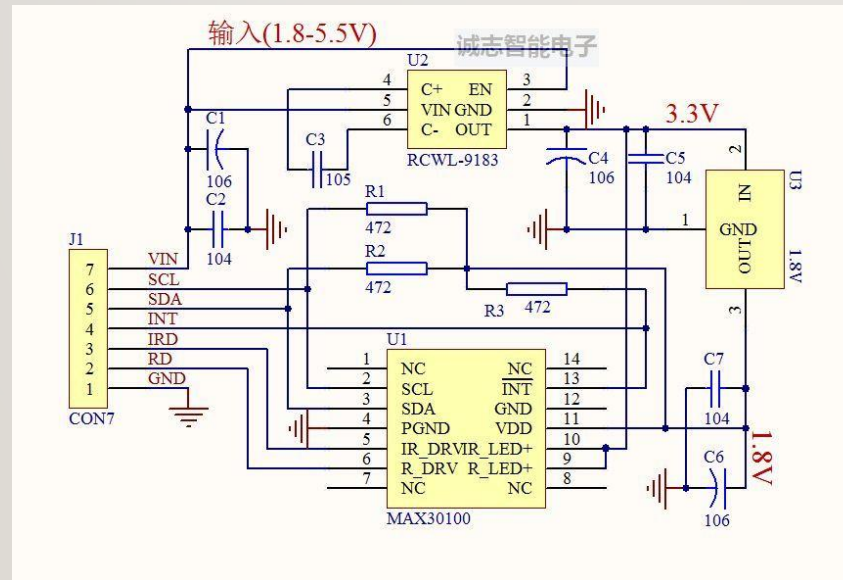 输入(1.8-5.5V)
诚志智能电子
U2
4 C+ EN 3
5 VIN GND 2
6 C- OUT 1
RCWL-9183
3.3V
C1
106
C2
104
C3
105
C4
106
C5
104
U3
2
IN
1 GND
OUT
3
1.8V
R1
472
R2
472
R3 472
J1
7 VIN
6 SCL
5 SDA
4 INT
3 IRD
2 RD
1 GND
CON7
U1
1 NC NC 14
2 SCL INT 13
3 SDA GND 12
4 PGND VDD 11
5 IR_DRV IR_LED+ 10
6 R_DRV R_LED+ 9
7 NC NC 8
MAX30100
C7
104
C6
106
1.8V